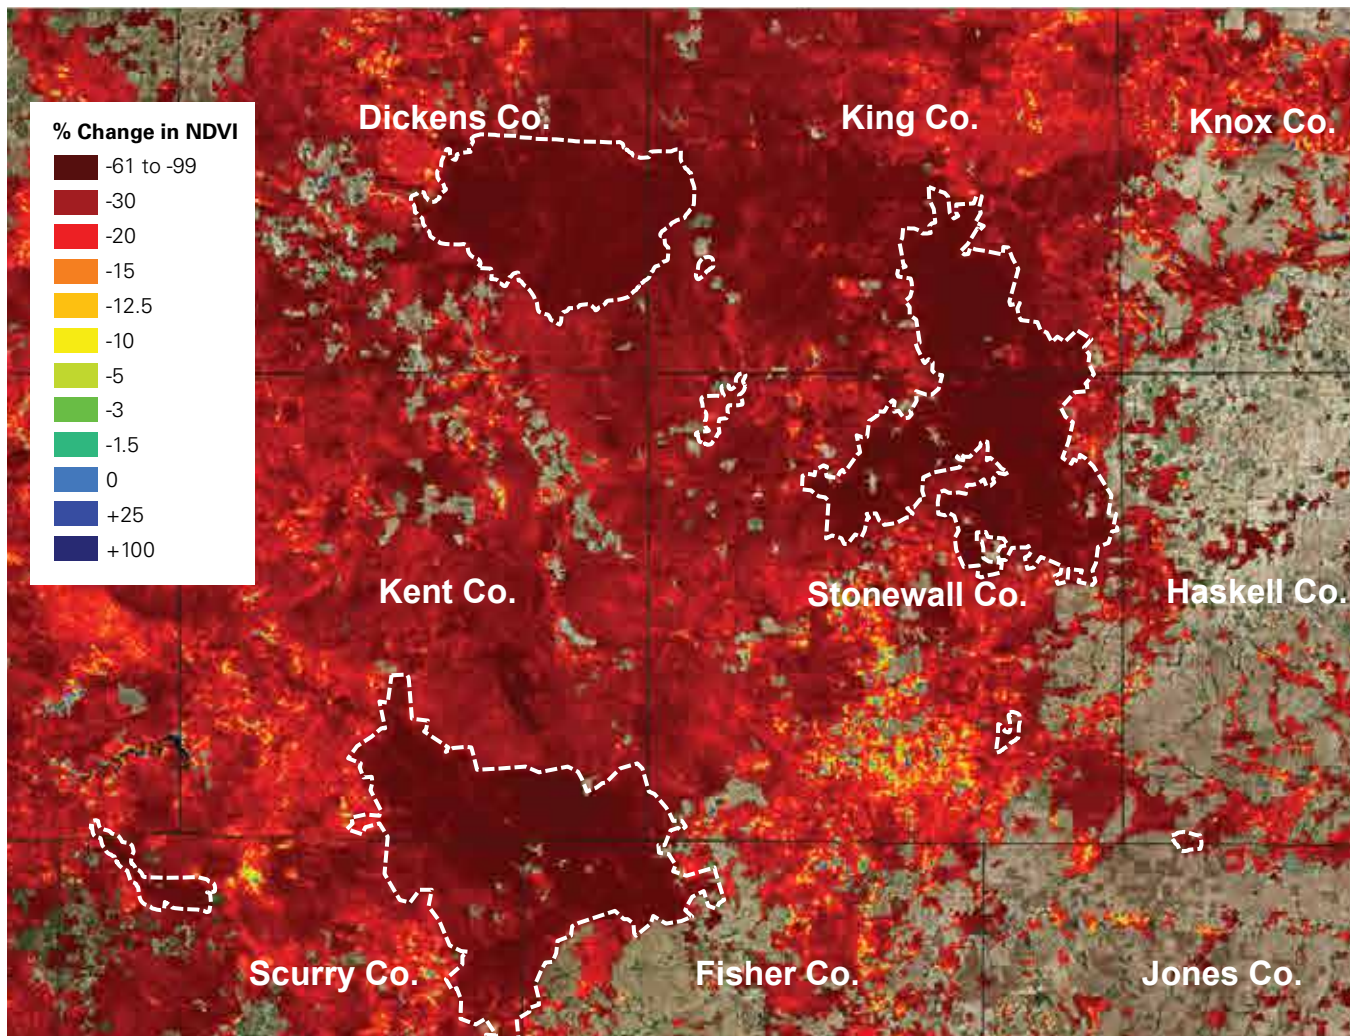 Dickens Co.
King Co.
Knox Co.
% Change in NDVI
-61 to -99
-30
-20
-15
-12.5
-10
-5
-3
-1.5
0
+25
+100
Kent Co.
Stonewall Co.
Haskell Co.
Scurry Co.
Fisher Co.
Jones Co.